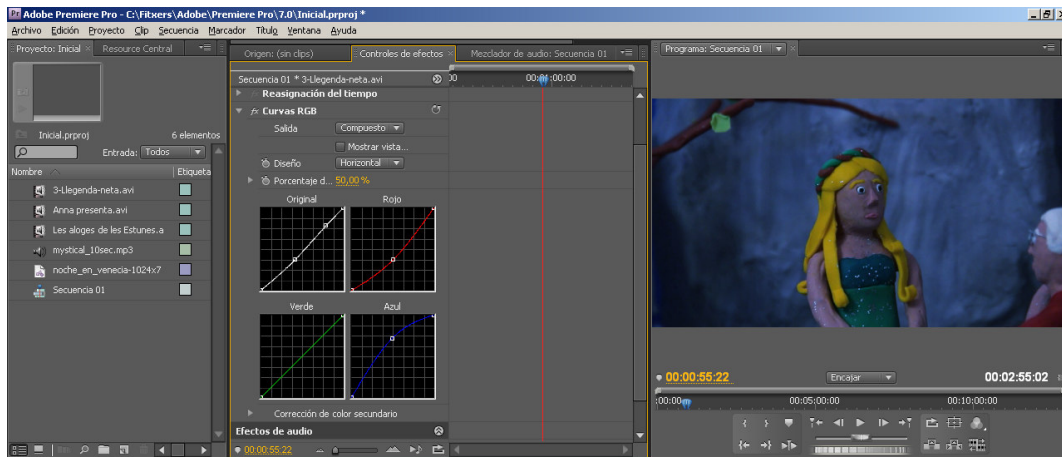 Adobe Premiere Pro - C:\Fitxers\Adobe\Premiere Pro\7.0\Inicial.prproj *
Archivo Edición Proyecto Clip Secuencia Marcador Título Ventana Ayuda
Proyecto: Inicial × Resource Central
Inicial.prproj 6 elementos
Entrada: Todos
Nombre Etiqueta
3-Llegenda-neta.avi
Anna presenta.avi
Les aloges de les Estunes.a
mystical_10sec.mp3
noche_en_venecia-1024x7
Secuencia 01
Origen: (sin clips) Controles de efectos × Mezclador de audio: Secuencia 01
Secuencia 01 * 3-Llegenda-neta.avi
00 00:01:00:00
Reasignación del tiempo
fx Curvas RGB
Salida Compuesto
Mostrar vista...
Diseño Horizontal
Porcentaje d... 50,00 %
Original Rojo
Verde Azul
Corrección de color secundario
Efectos de audio
00:00:55:22
Programa: Secuencia 01 ×
00:00:55:22 Encajar 00:02:55:02
:00:00 00:05:00:00 00:10:00:00